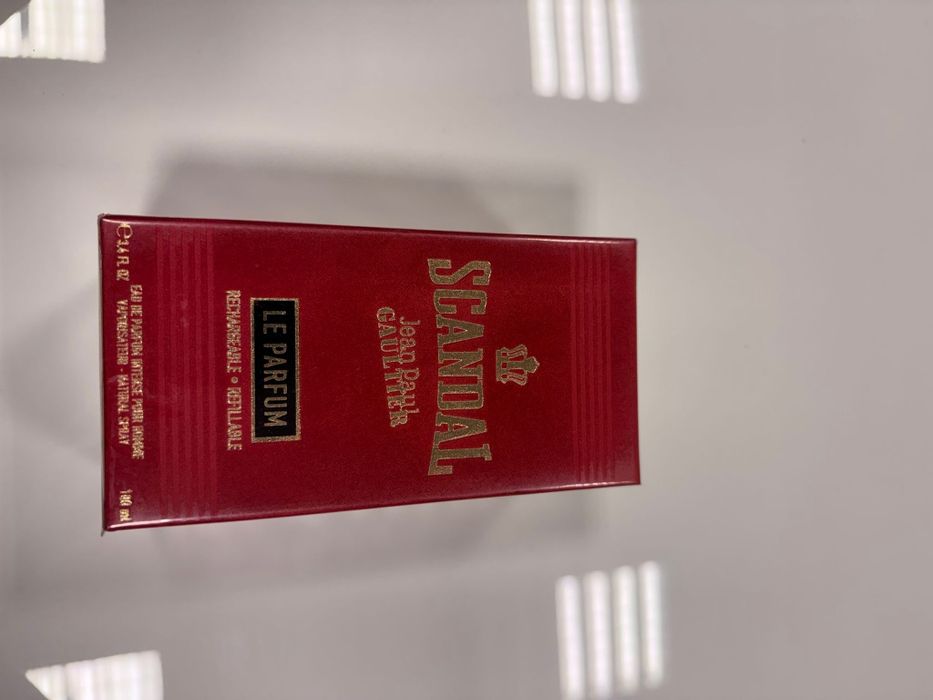 SCANDAL
Jean Paul
GAULTIER
LE PARFUM
RECHARGEABLE • REFILLABLE
EAU DE PARFUM INTENSE POUR HOMME
e 3.4 FL OZ VAPORISATEUR - NATURAL SPRAY 100 ml